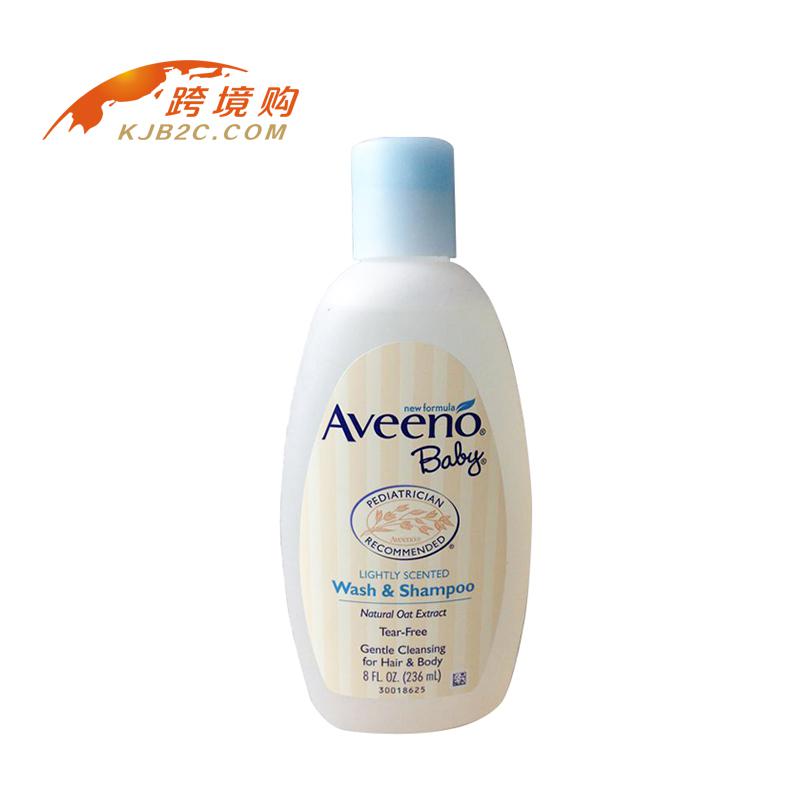 跨境购
KJB2C.COM
new formula
Aveeno®
Baby®
PEDIATRICIAN
Aveeno®
RECOMMENDED®
LIGHTLY SCENTED
Wash & Shampoo
Natural Oat Extract
Tear-Free
Gentle Cleansing
for Hair & Body
8 FL. OZ. (236 mL)
30018625